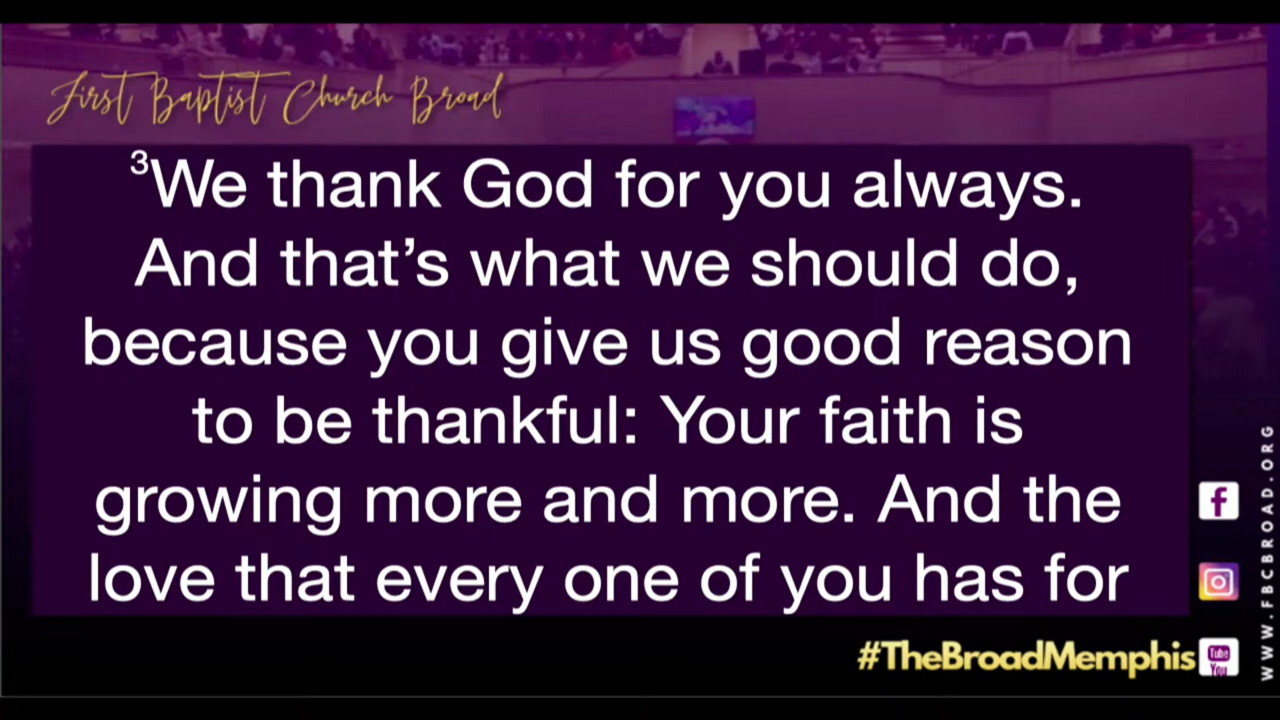 First Baptist Church Broad
³We thank God for you always.
And that’s what we should do,
because you give us good reason
to be thankful: Your faith is
growing more and more. And the
love that every one of you has for
#TheBroadMemphis
Tube
You
WWW.FBCBROAD.ORG